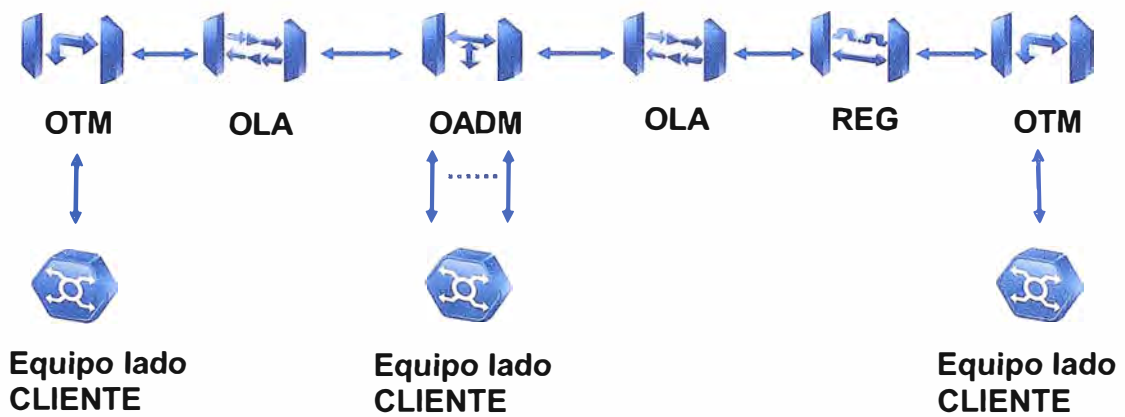 OTM OLA OADM OLA REG OTM
Equipo lado Equipo lado Equipo lado
CLIENTE CLIENTE CLIENTE